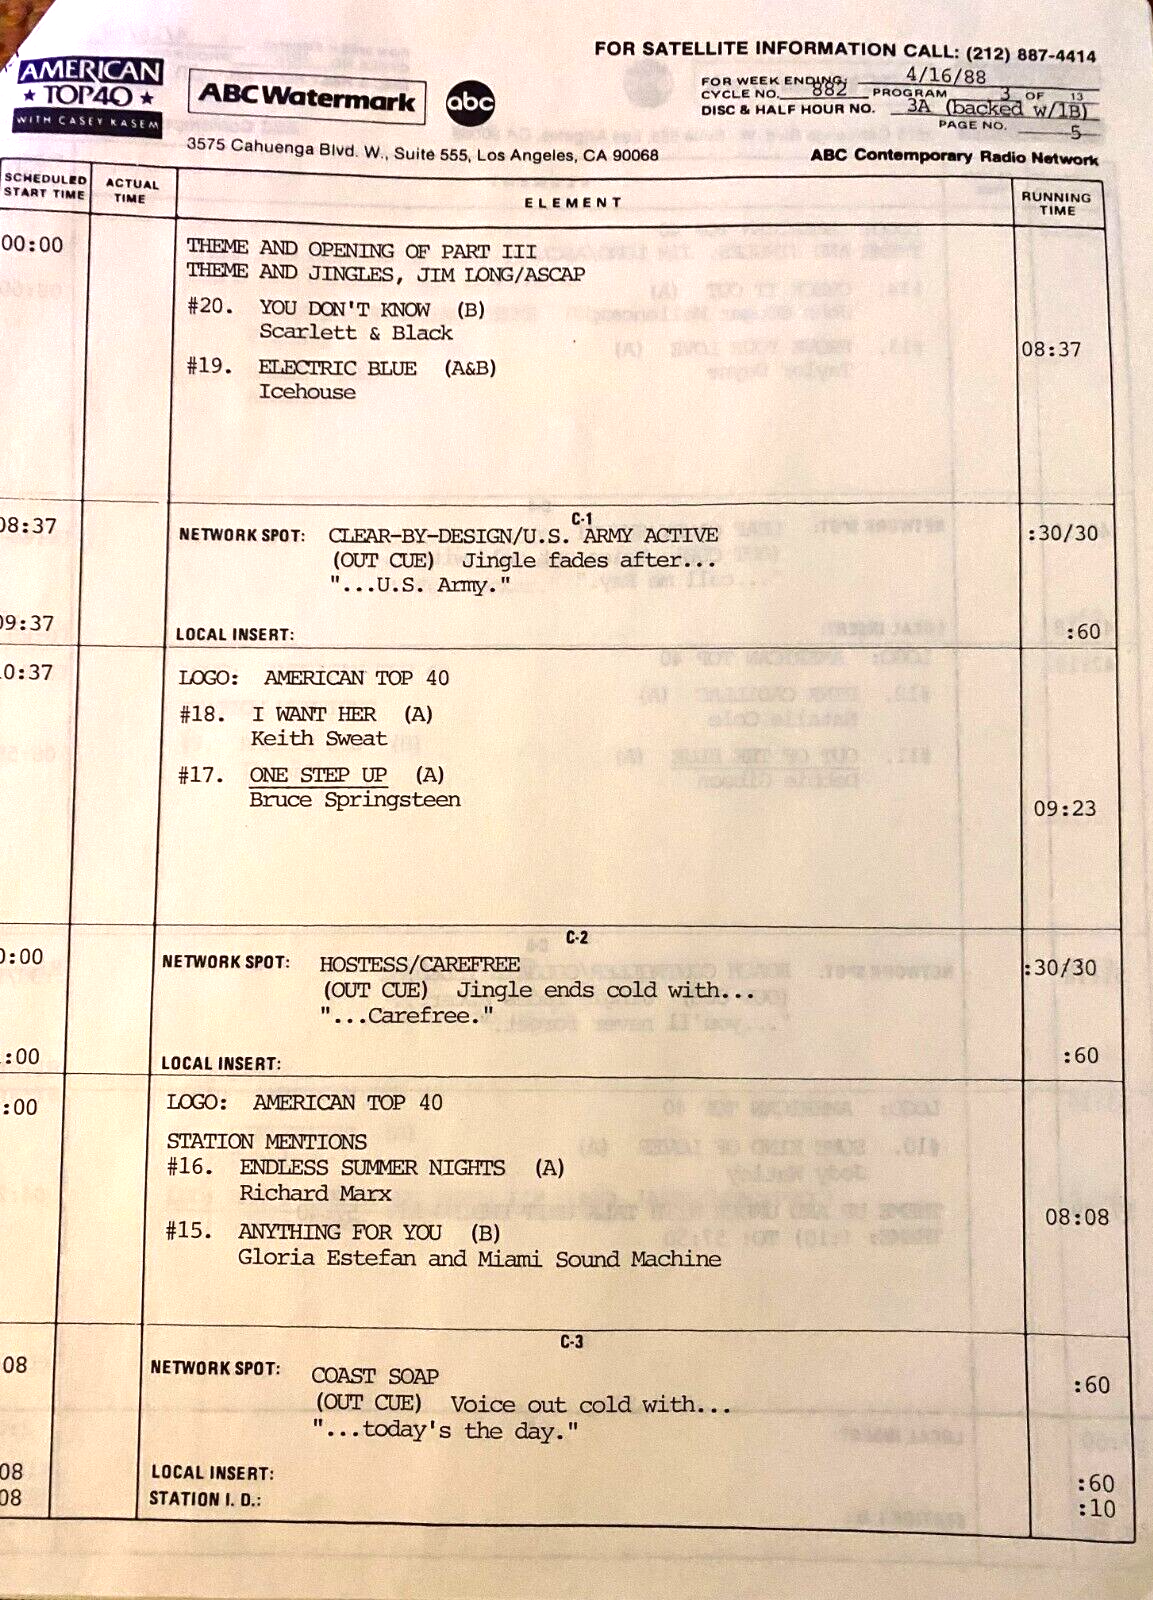 AMERICAN
★ TOP40 ★
WITH CASEY KASEM
ABC Watermark
abc
FOR SATELLITE INFORMATION CALL: (212) 887-4414
FOR WEEK ENDING: 4/16/88
CYCLE NO. 882 PROGRAM 3 OF 13
DISC & HALF HOUR NO. 3A (backed w/1B)
PAGE NO. 5
3575 Cahuenga Blvd. W., Suite 555, Los Angeles, CA 90068
ABC Contemporary Radio Network
SCHEDULED START TIME
ACTUAL TIME
ELEMENT
RUNNING TIME
00:00
THEME AND OPENING OF PART III
THEME AND JINGLES, JIM LONG/ASCAP
#20. YOU DON'T KNOW (B)
Scarlett & Black
08:37
#19. ELECTRIC BLUE (A&B)
Icehouse
C-1
08:37 NETWORK SPOT: CLEAR-BY-DESIGN/U.S. ARMY ACTIVE :30/30
(OUT CUE) Jingle fades after...
"...U.S. Army."
09:37 LOCAL INSERT: :60
0:37 LOGO: AMERICAN TOP 40
#18. I WANT HER (A)
Keith Sweat
#17. ONE STEP UP (A)
Bruce Springsteen
09:23
C-2
0:00 NETWORK SPOT: HOSTESS/CAREFREE :30/30
(OUT CUE) Jingle ends cold with...
"...Carefree."
:00 LOCAL INSERT: :60
:00 LOGO: AMERICAN TOP 40
STATION MENTIONS
#16. ENDLESS SUMMER NIGHTS (A)
Richard Marx
08:08
#15. ANYTHING FOR YOU (B)
Gloria Estefan and Miami Sound Machine
C-3
08 NETWORK SPOT: COAST SOAP :60
(OUT CUE) Voice out cold with...
"...today's the day."
08 LOCAL INSERT: :60
08 STATION I. D.: :10